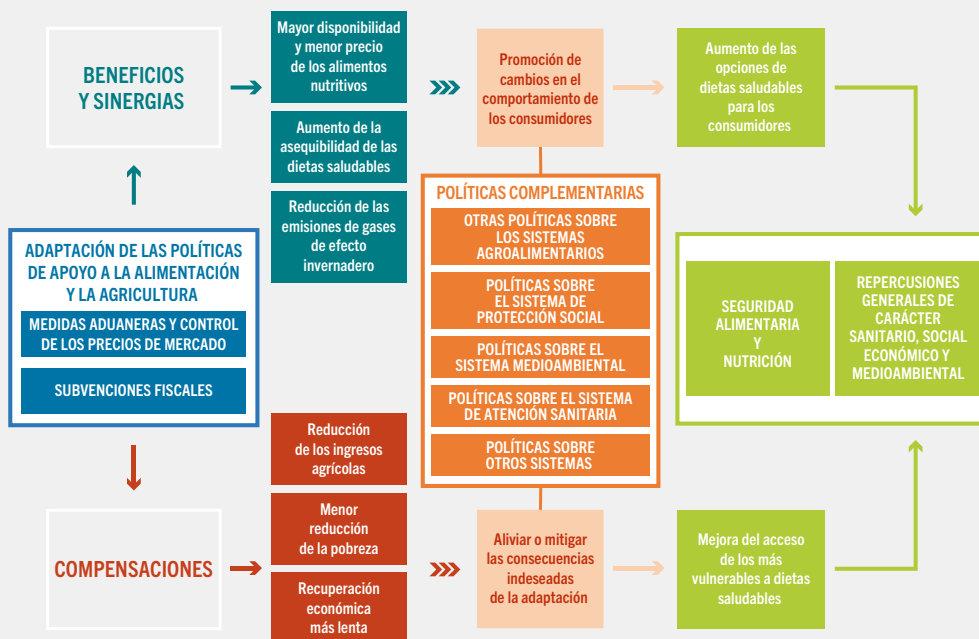 BENEFICIOS
Y SINERGIAS
Mayor disponibilidad
y menor precio
de los alimentos
nutritivos
Aumento de la
asequibilidad de las
dietas saludables
Reducción de las
emisiones de gases
de efecto
invernadero
Promoción de
cambios en el
comportamiento de
los consumidores
Aumento de las
opciones de
dietas saludables
para los
consumidores
ADAPTACIÓN DE LAS POLÍTICAS
DE APOYO A LA ALIMENTACIÓN
Y LA AGRICULTURA
MEDIDAS ADUANERAS Y CONTROL
DE LOS PRECIOS DE MERCADO
SUBVENCIONES FISCALES
POLÍTICAS COMPLEMENTARIAS
OTRAS POLÍTICAS SOBRE
LOS SISTEMAS
AGROALIMENTARIOS
POLÍTICAS SOBRE
EL SISTEMA DE
PROTECCIÓN SOCIAL
POLÍTICAS SOBRE EL
SISTEMA MEDIOAMBIENTAL
POLÍTICAS SOBRE EL SISTEMA
DE ATENCIÓN SANITARIA
POLÍTICAS SOBRE
OTROS SISTEMAS
SEGURIDAD
ALIMENTARIA
Y
NUTRICIÓN
REPERCUSIONES
GENERALES DE
CARÁCTER
SANITARIO, SOCIAL
ECONÓMICO Y
MEDIOAMBIENTAL
COMPENSACIONES
Reducción
de los ingresos
agrícolas
Menor
reducción
de la pobreza
Recuperación
económica
más lenta
Aliviar o mitigar
las consecuencias
indeseadas
de la adaptación
Mejora del acceso
de los más
vulnerables a dietas
saludables